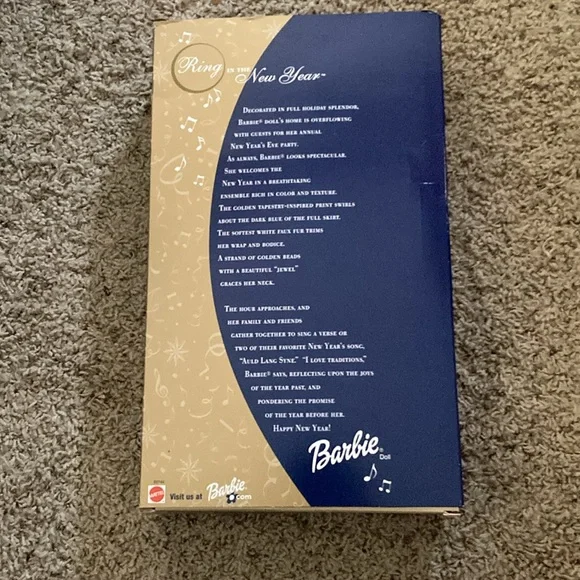 Ring IN THE New Year™
DECORATED IN FULL HOLIDAY SPLENDOR,
BARBIE® DOLL'S HOME IS OVERFLOWING
WITH GUESTS FOR HER ANNUAL
NEW YEAR'S EVE PARTY.
AS ALWAYS, BARBIE® LOOKS SPECTACULAR.
SHE WELCOMES THE
NEW YEAR IN A BREATHTAKING
ENSEMBLE RICH IN COLOR AND TEXTURE.
THE GOLDEN TAPESTRY-INSPIRED PRINT SWIRLS
ABOUT THE DARK BLUE OF THE FULL SKIRT.
THE SOFTEST WHITE FAUX FUR TRIMS
HER WRAP AND BODICE.
A STRAND OF GOLDEN BEADS
WITH A BEAUTIFUL "JEWEL"
GRACES HER NECK.
THE HOUR APPROACHES, AND
HER FAMILY AND FRIENDS
GATHER TOGETHER TO SING A VERSE OR
TWO OF THEIR FAVORITE NEW YEAR'S SONG,
"AULD LANG SYNE." "I LOVE TRADITIONS,"
BARBIE® SAYS, REFLECTING UPON THE JOYS
OF THE YEAR PAST, AND
PONDERING THE PROMISE
OF THE YEAR BEFORE HER.
HAPPY NEW YEAR!
Barbie® Doll
MATTEL Visit us at Barbie.com